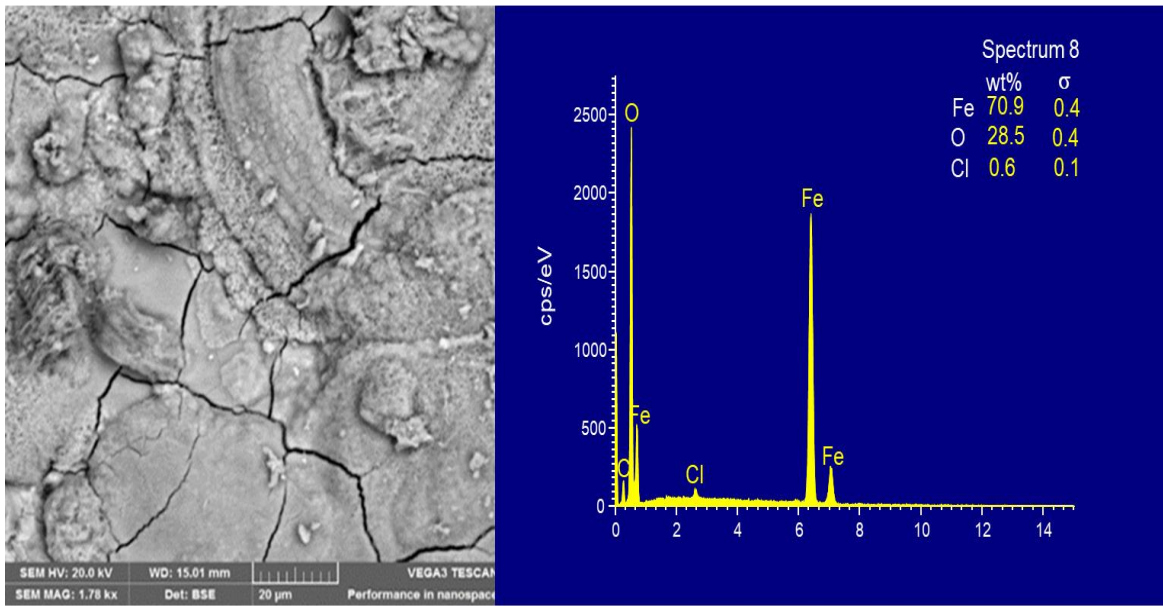 SEM HV: 20.0 kV WD: 15.01 mm VEGA3 TESCAN
SEM MAG: 1.78 kx Det: BSE 20 µm Performance in nanospace
Spectrum 8
wt% σ
Fe 70.9 0.4
O 28.5 0.4
Cl 0.6 0.1
cps/eV
2500
2000
1500
1000
500
0
O
Fe
C
Fe
Cl
Fe
0 2 4 6 8 10 12 14